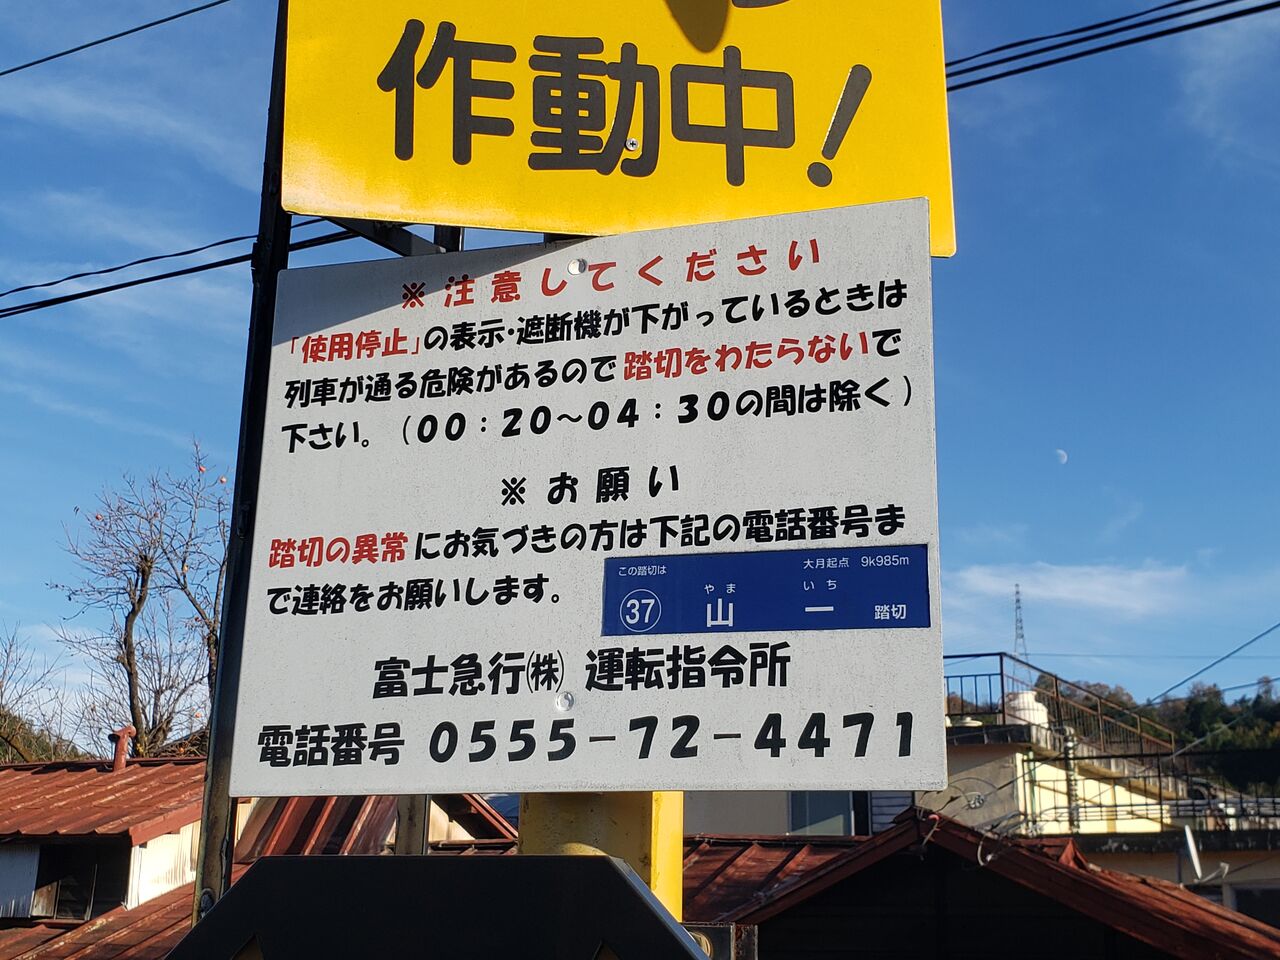 作動中!
※注意してください
「使用停止」の表示・遮断機が下がっているときは
列車が通る危険があるので踏切をわたらないで
下さい。(00:20～04:30の間は除く)
※お願い
踏切の異常にお気づきの方は下記の電話番号ま
で連絡をお願いします。
この踏切は 大月起点 9k985m
やま いち
㊲ 山 一 踏切
富士急行㈱ 運転指令所
電話番号 0555-72-4471